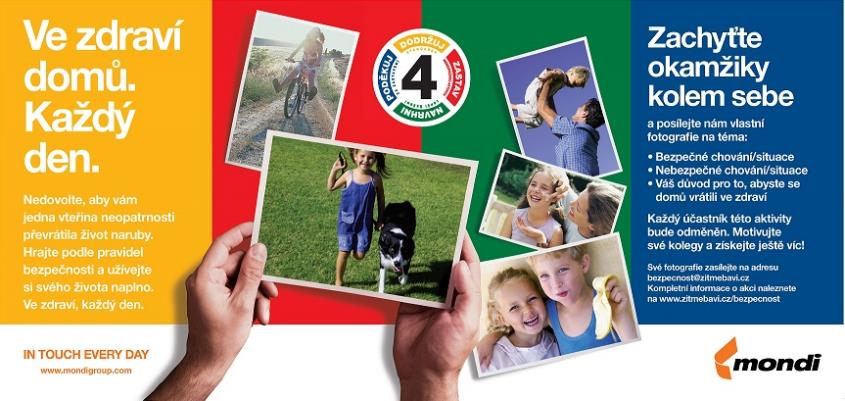 Ve zdraví
domů.
Každý
den.
Nedovolte, aby vám
jedna vteřina neopatrnosti
převrátila život naruby.
Hrajte podle pravidel
bezpečnosti a užívejte
si svého života naplno.
Ve zdraví, každý den.
IN TOUCH EVERY DAY
www.mondigroup.com
DODRŽUJ
STANDARDY
PODĚKUJ
4
ZASTAV
NAVRHNI
Zachyťte
okamžiky
kolem sebe
a posílejte nám vlastní
fotografie na téma:
• Bezpečné chování/situace
• Nebezpečné chování/situace
• Váš důvod pro to, abyste se
domů vrátili ve zdraví
Každý účastník této aktivity
bude odměněn. Motivujte
své kolegy a získejte ještě víc!
Své fotografie zasílejte na adresu
bezpecnost@zitmebavi.cz
Kompletní informace o akci naleznete
na www.zitmebavi.cz/bezpecnost
mondi